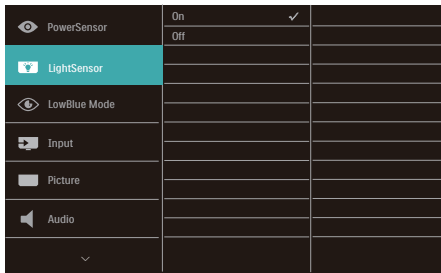 PowerSensor
On ✓
Off
LightSensor
LowBlue Mode
Input
Picture
Audio